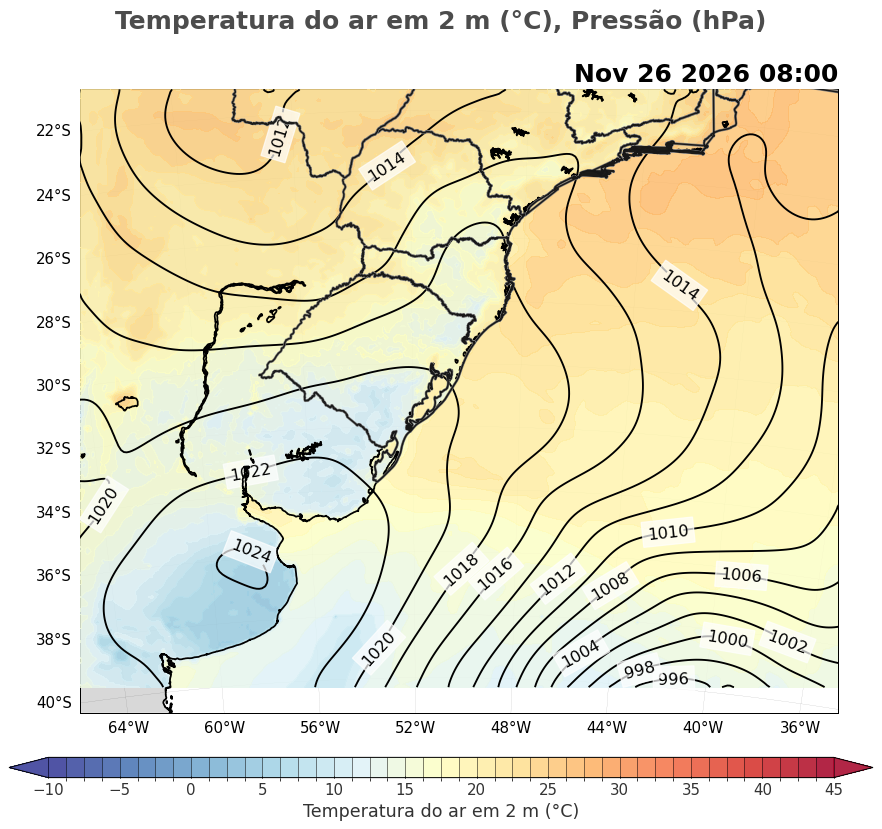 Temperatura do ar em 2 m (°C), Pressão (hPa)
Nov 26 2026 08:00
22°S
24°S
26°S
28°S
30°S
32°S
34°S
36°S
38°S
40°S
1012
1014
1014
1022
1020
1024
1010
1018
1016
1012
1008
1006
1020
1004
1000
1002
998
996
64°W
60°W
56°W
52°W
48°W
44°W
40°W
36°W
−10
−5
0
5
10
15
20
25
30
35
40
45
Temperatura do ar em 2 m (°C)